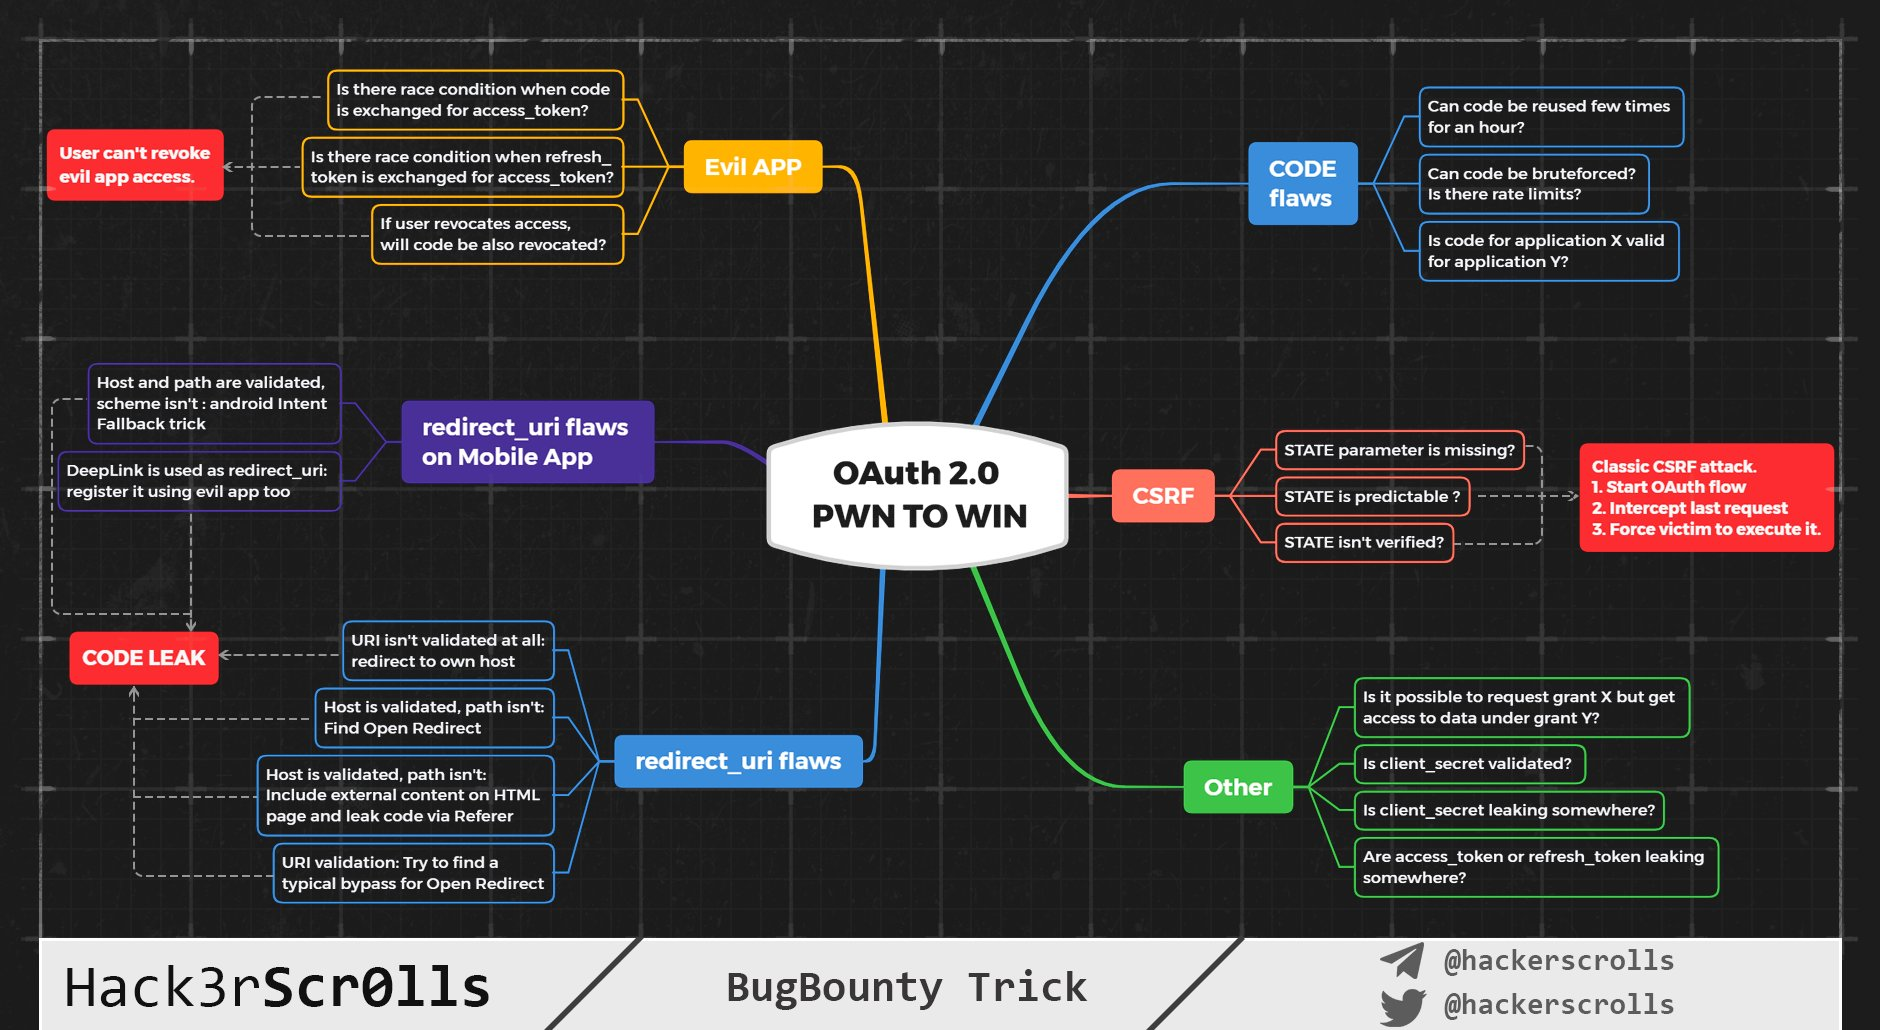 Is there race condition when code
is exchanged for access_token?
Is there race condition when refresh_
token is exchanged for access_token?
If user revocates access,
will code be also revocated?
User can't revoke
evil app access.
Evil APP
CODE
flaws
Can code be reused few times
for an hour?
Can code be bruteforced?
Is there rate limits?
Is code for application X valid
for application Y?
Host and path are validated,
scheme isn't : android Intent
Fallback trick
DeepLink is used as redirect_uri:
register it using evil app too
redirect_uri flaws
on Mobile App
OAuth 2.0
PWN TO WIN
CSRF
STATE parameter is missing?
STATE is predictable ?
STATE isn't verified?
Classic CSRF attack.
1. Start OAuth flow
2. Intercept last request
3. Force victim to execute it.
CODE LEAK
URI isn't validated at all:
redirect to own host
Host is validated, path isn't:
Find Open Redirect
Host is validated, path isn't:
Include external content on HTML
page and leak code via Referer
URI validation: Try to find a
typical bypass for Open Redirect
redirect_uri flaws
Other
Is it possible to request grant X but get
access to data under grant Y?
Is client_secret validated?
Is client_secret leaking somewhere?
Are access_token or refresh_token leaking
somewhere?
Hack3rScr0lls
BugBounty Trick
@hackerscrolls
@hackerscrolls